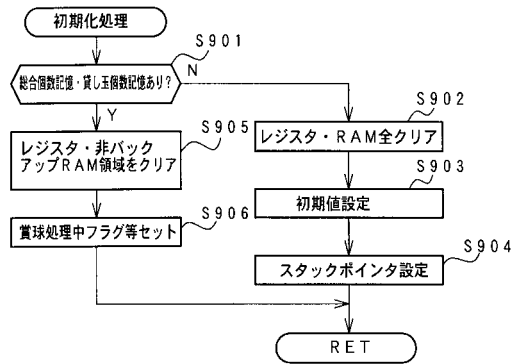 初期化処理
S901
総合個数記憶・貸し玉個数記憶あり?
N
Y
S902
レジスタ・RAM全クリア
S905
レジスタ・非バック
アップRAM領域をクリア
S903
初期値設定
S906
賞球処理中フラグ等セット
S904
スタックポインタ設定
RET